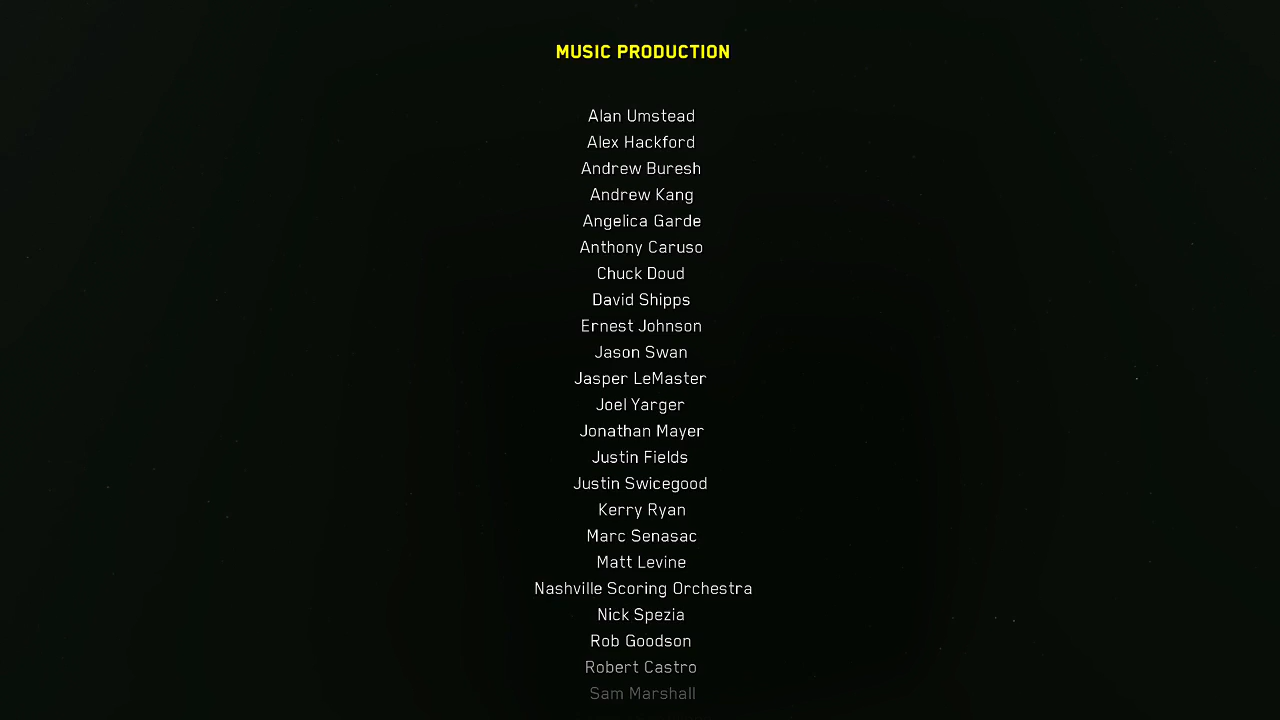 MUSIC PRODUCTION
Alan Umstead
Alex Hackford
Andrew Buresh
Andrew Kang
Angelica Garde
Anthony Caruso
Chuck Doud
David Shipps
Ernest Johnson
Jason Swan
Jasper LeMaster
Joel Yarger
Jonathan Mayer
Justin Fields
Justin Swicegood
Kerry Ryan
Marc Senasac
Matt Levine
Nashville Scoring Orchestra
Nick Spezia
Rob Goodson
Robert Castro
Sam Marshall